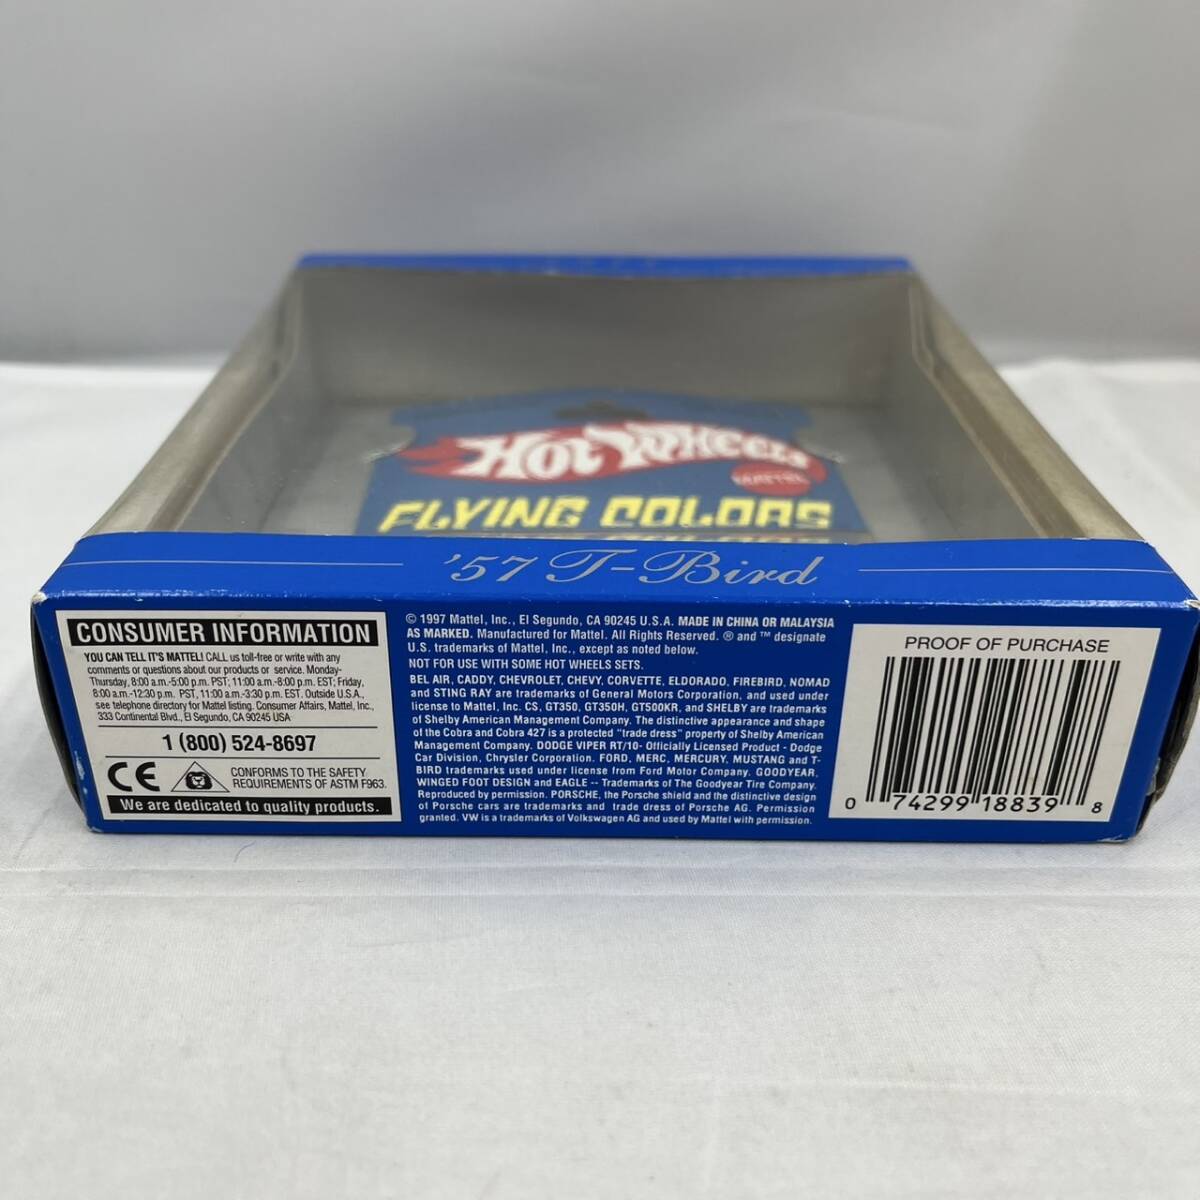 HOT WHEELS
MATTEL
FLYING COLORS
'57 T-Bird
CONSUMER INFORMATION
YOU CAN TELL IT'S MATTEL! CALL us toll-free or write with any
comments or questions about our products or service. Monday-
Thursday, 8:00 a.m.-5:00 p.m. PST; 11:00 a.m.-8:00 p.m. EST; Friday,
8:00 a.m.-12:30 p.m. PST, 11:00 a.m.-3:30 p.m. EST. Outside U.S.A.,
see telephone directory for Mattel listing. Consumer Affairs, Mattel, Inc.,
333 Continental Blvd., El Segundo, CA 90245 USA
1 (800) 524-8697
CE
CONFORMS TO THE SAFETY
REQUIREMENTS OF ASTM F963.
We are dedicated to quality products.
© 1997 Mattel, Inc., El Segundo, CA 90245 U.S.A. MADE IN CHINA OR MALAYSIA
AS MARKED. Manufactured for Mattel. All Rights Reserved. ® and ™ designate
U.S. trademarks of Mattel, Inc., except as noted below.
NOT FOR USE WITH SOME HOT WHEELS SETS.
BEL AIR, CADDY, CHEVROLET, CHEVY, CORVETTE, ELDORADO, FIREBIRD, NOMAD
and STING RAY are trademarks of General Motors Corporation, and used under
license to Mattel, Inc. CS, GT350, GT350H, GT500KR, and SHELBY are trademarks
of Shelby American Management Company. The distinctive appearance and shape
of the Cobra and Cobra 427 is a protected "trade dress" property of Shelby American
Management Company. DODGE VIPER RT/10- Officially Licensed Product - Dodge
Car Division, Chrysler Corporation. FORD, MERC, MERCURY, MUSTANG and T-
BIRD trademarks used under license from Ford Motor Company. GOODYEAR,
WINGED FOOT DESIGN and EAGLE -- Trademarks of The Goodyear Tire Company.
Reproduced by permission. PORSCHE, the Porsche shield and the distinctive design
of Porsche cars are trademarks and trade dress of Porsche AG. Permission
granted. VW is a trademarks of Volkswagen AG and used by Mattel with permission.
PROOF OF PURCHASE
0 74299 18839 8